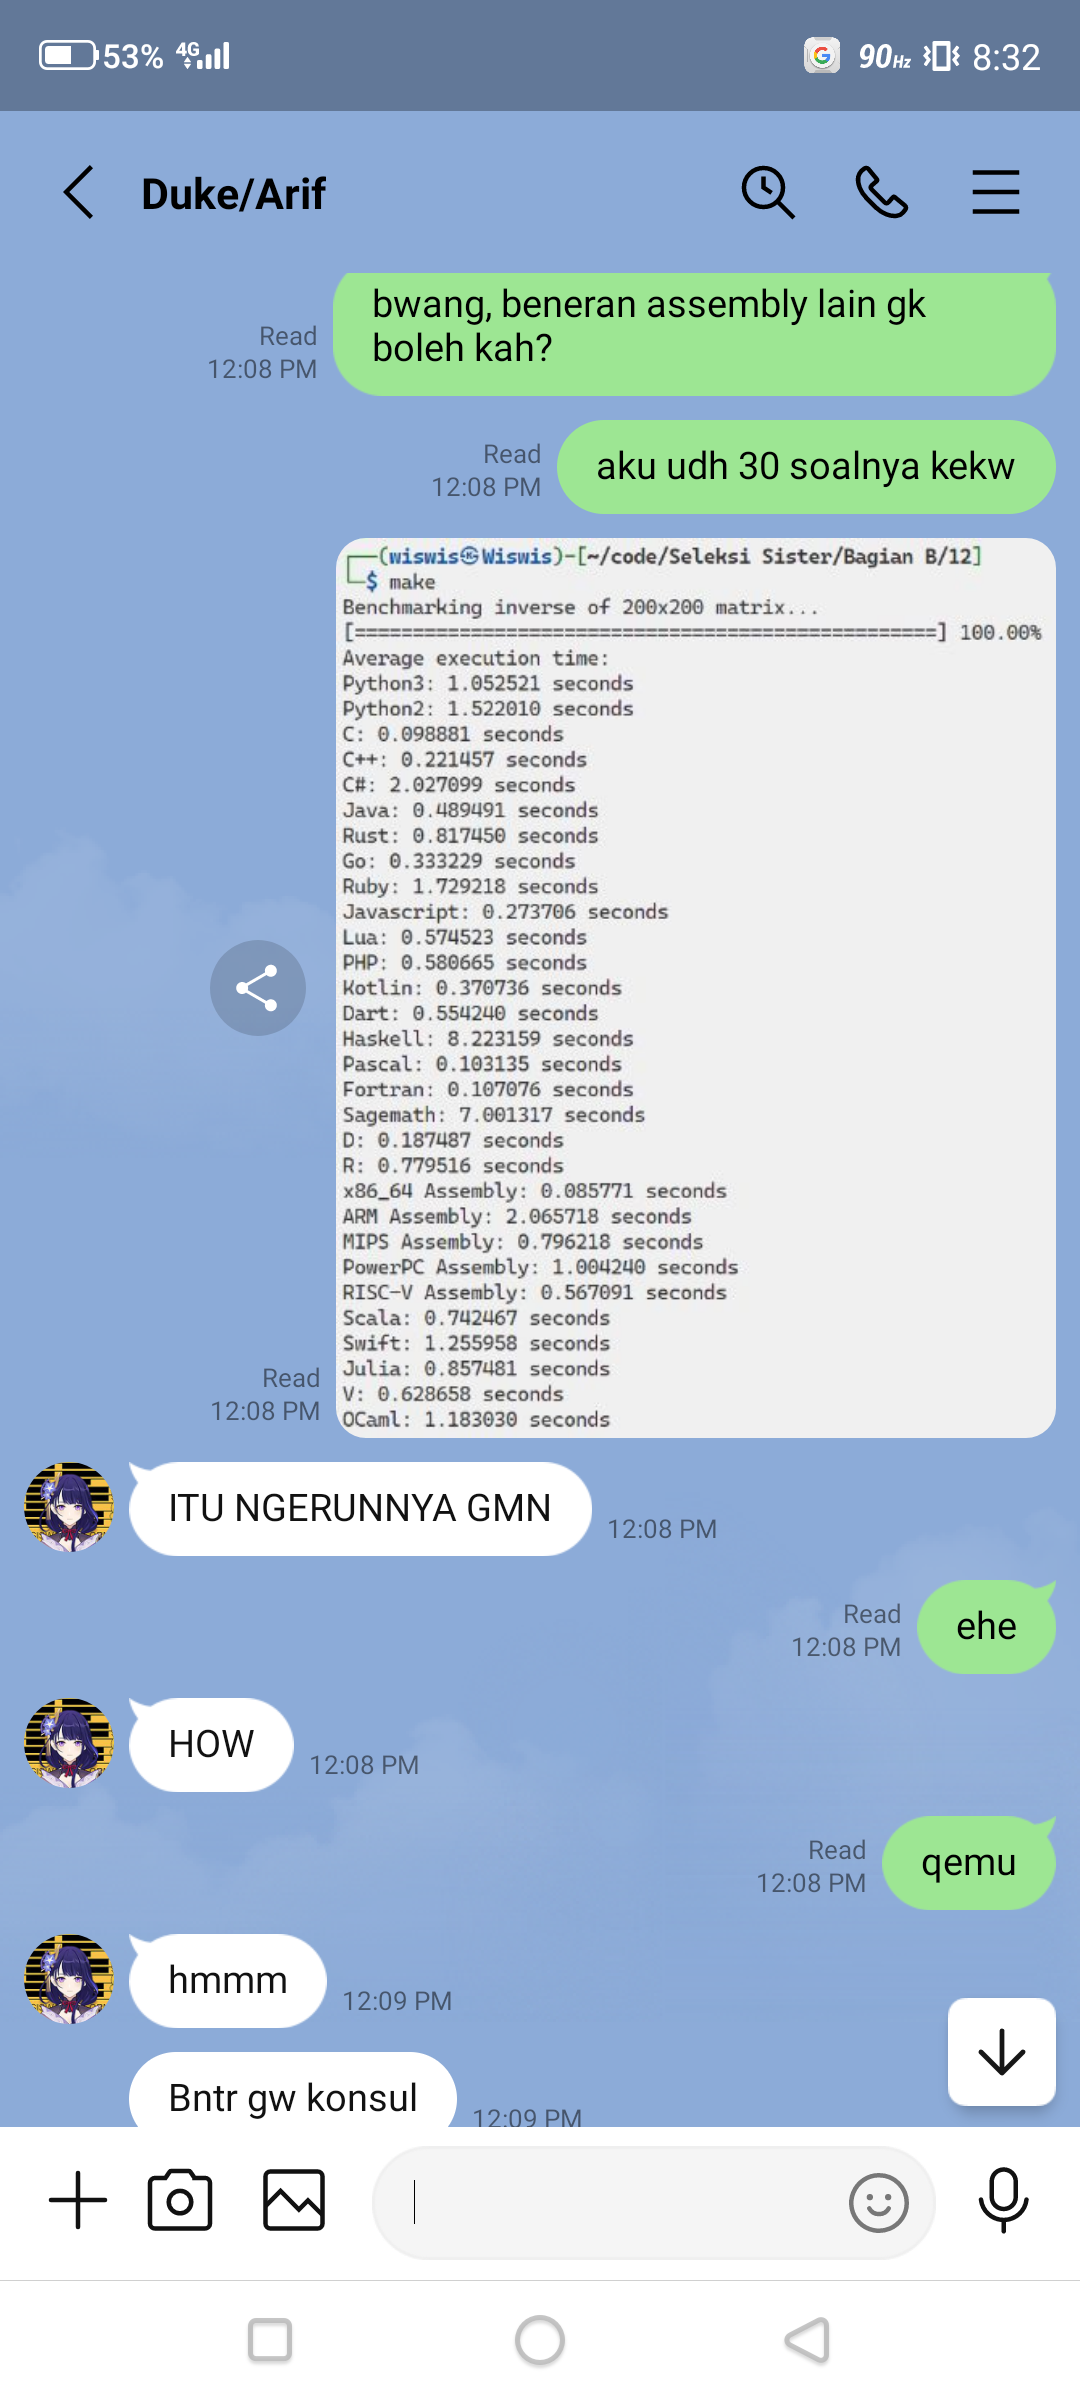 53% 4G 90Hz 8:32
Duke/Arif
bwang, beneran assembly lain gk
boleh kah?
Read
12:08 PM
aku udh 30 soalnya kekw
Read
12:08 PM
(wiswis㉿Wiswis)-[~/code/Seleksi Sister/Bagian B/12]
$ make
Benchmarking inverse of 200x200 matrix...
[==================================================] 100.00%
Average execution time:
Python3: 1.052521 seconds
Python2: 1.522010 seconds
C: 0.098881 seconds
C++: 0.221457 seconds
C#: 2.027099 seconds
Java: 0.489491 seconds
Rust: 0.817450 seconds
Go: 0.333229 seconds
Ruby: 1.729218 seconds
Javascript: 0.273706 seconds
Lua: 0.574523 seconds
PHP: 0.580665 seconds
Kotlin: 0.370736 seconds
Dart: 0.554240 seconds
Haskell: 8.223159 seconds
Pascal: 0.103135 seconds
Fortran: 0.107076 seconds
Sagemath: 7.001317 seconds
D: 0.187487 seconds
R: 0.779516 seconds
x86_64 Assembly: 0.085771 seconds
ARM Assembly: 2.065718 seconds
MIPS Assembly: 0.796218 seconds
PowerPC Assembly: 1.004240 seconds
RISC-V Assembly: 0.567091 seconds
Scala: 0.742467 seconds
Swift: 1.255958 seconds
Julia: 0.857481 seconds
V: 0.628658 seconds
OCaml: 1.183030 seconds
Read
12:08 PM
ITU NGERUNNYA GMN
12:08 PM
ehe
Read
12:08 PM
HOW
12:08 PM
qemu
Read
12:08 PM
hmmm
12:09 PM
Bntr gw konsul
12:09 PM